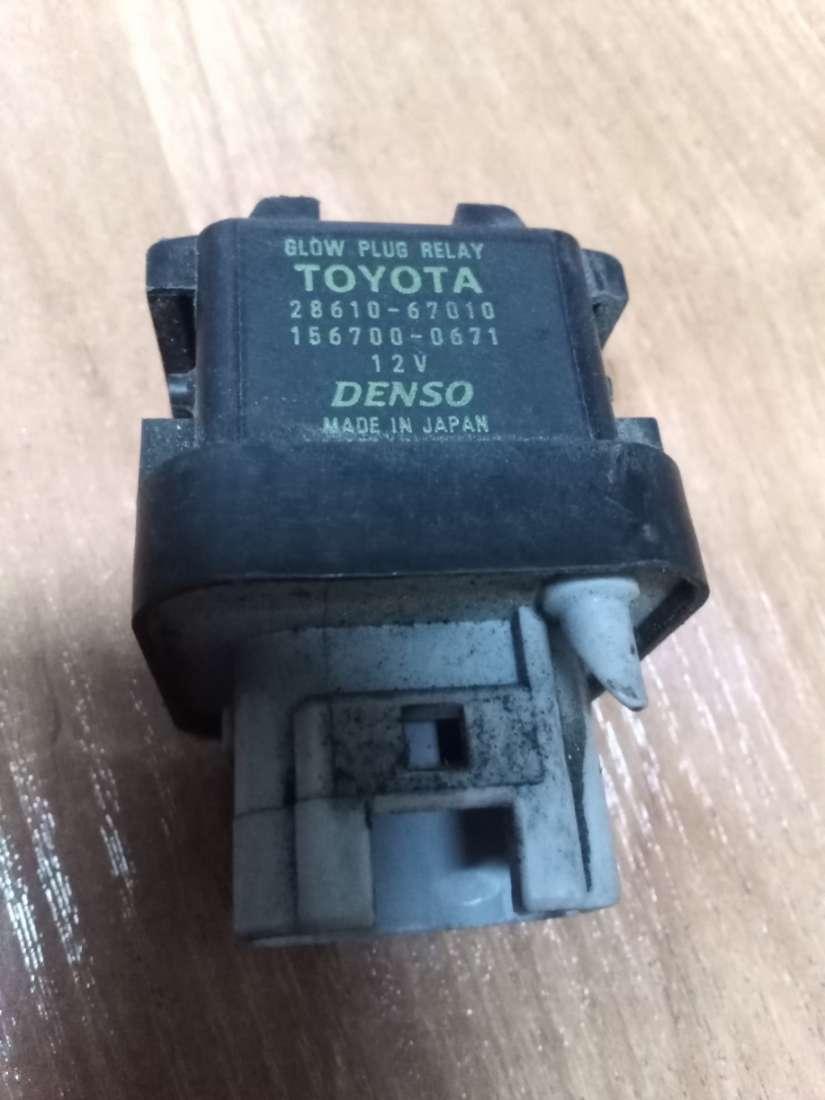 GLOW PLUG RELAY
TOYOTA
28610-67010
156700-0671
12V
DENSO
MADE IN JAPAN